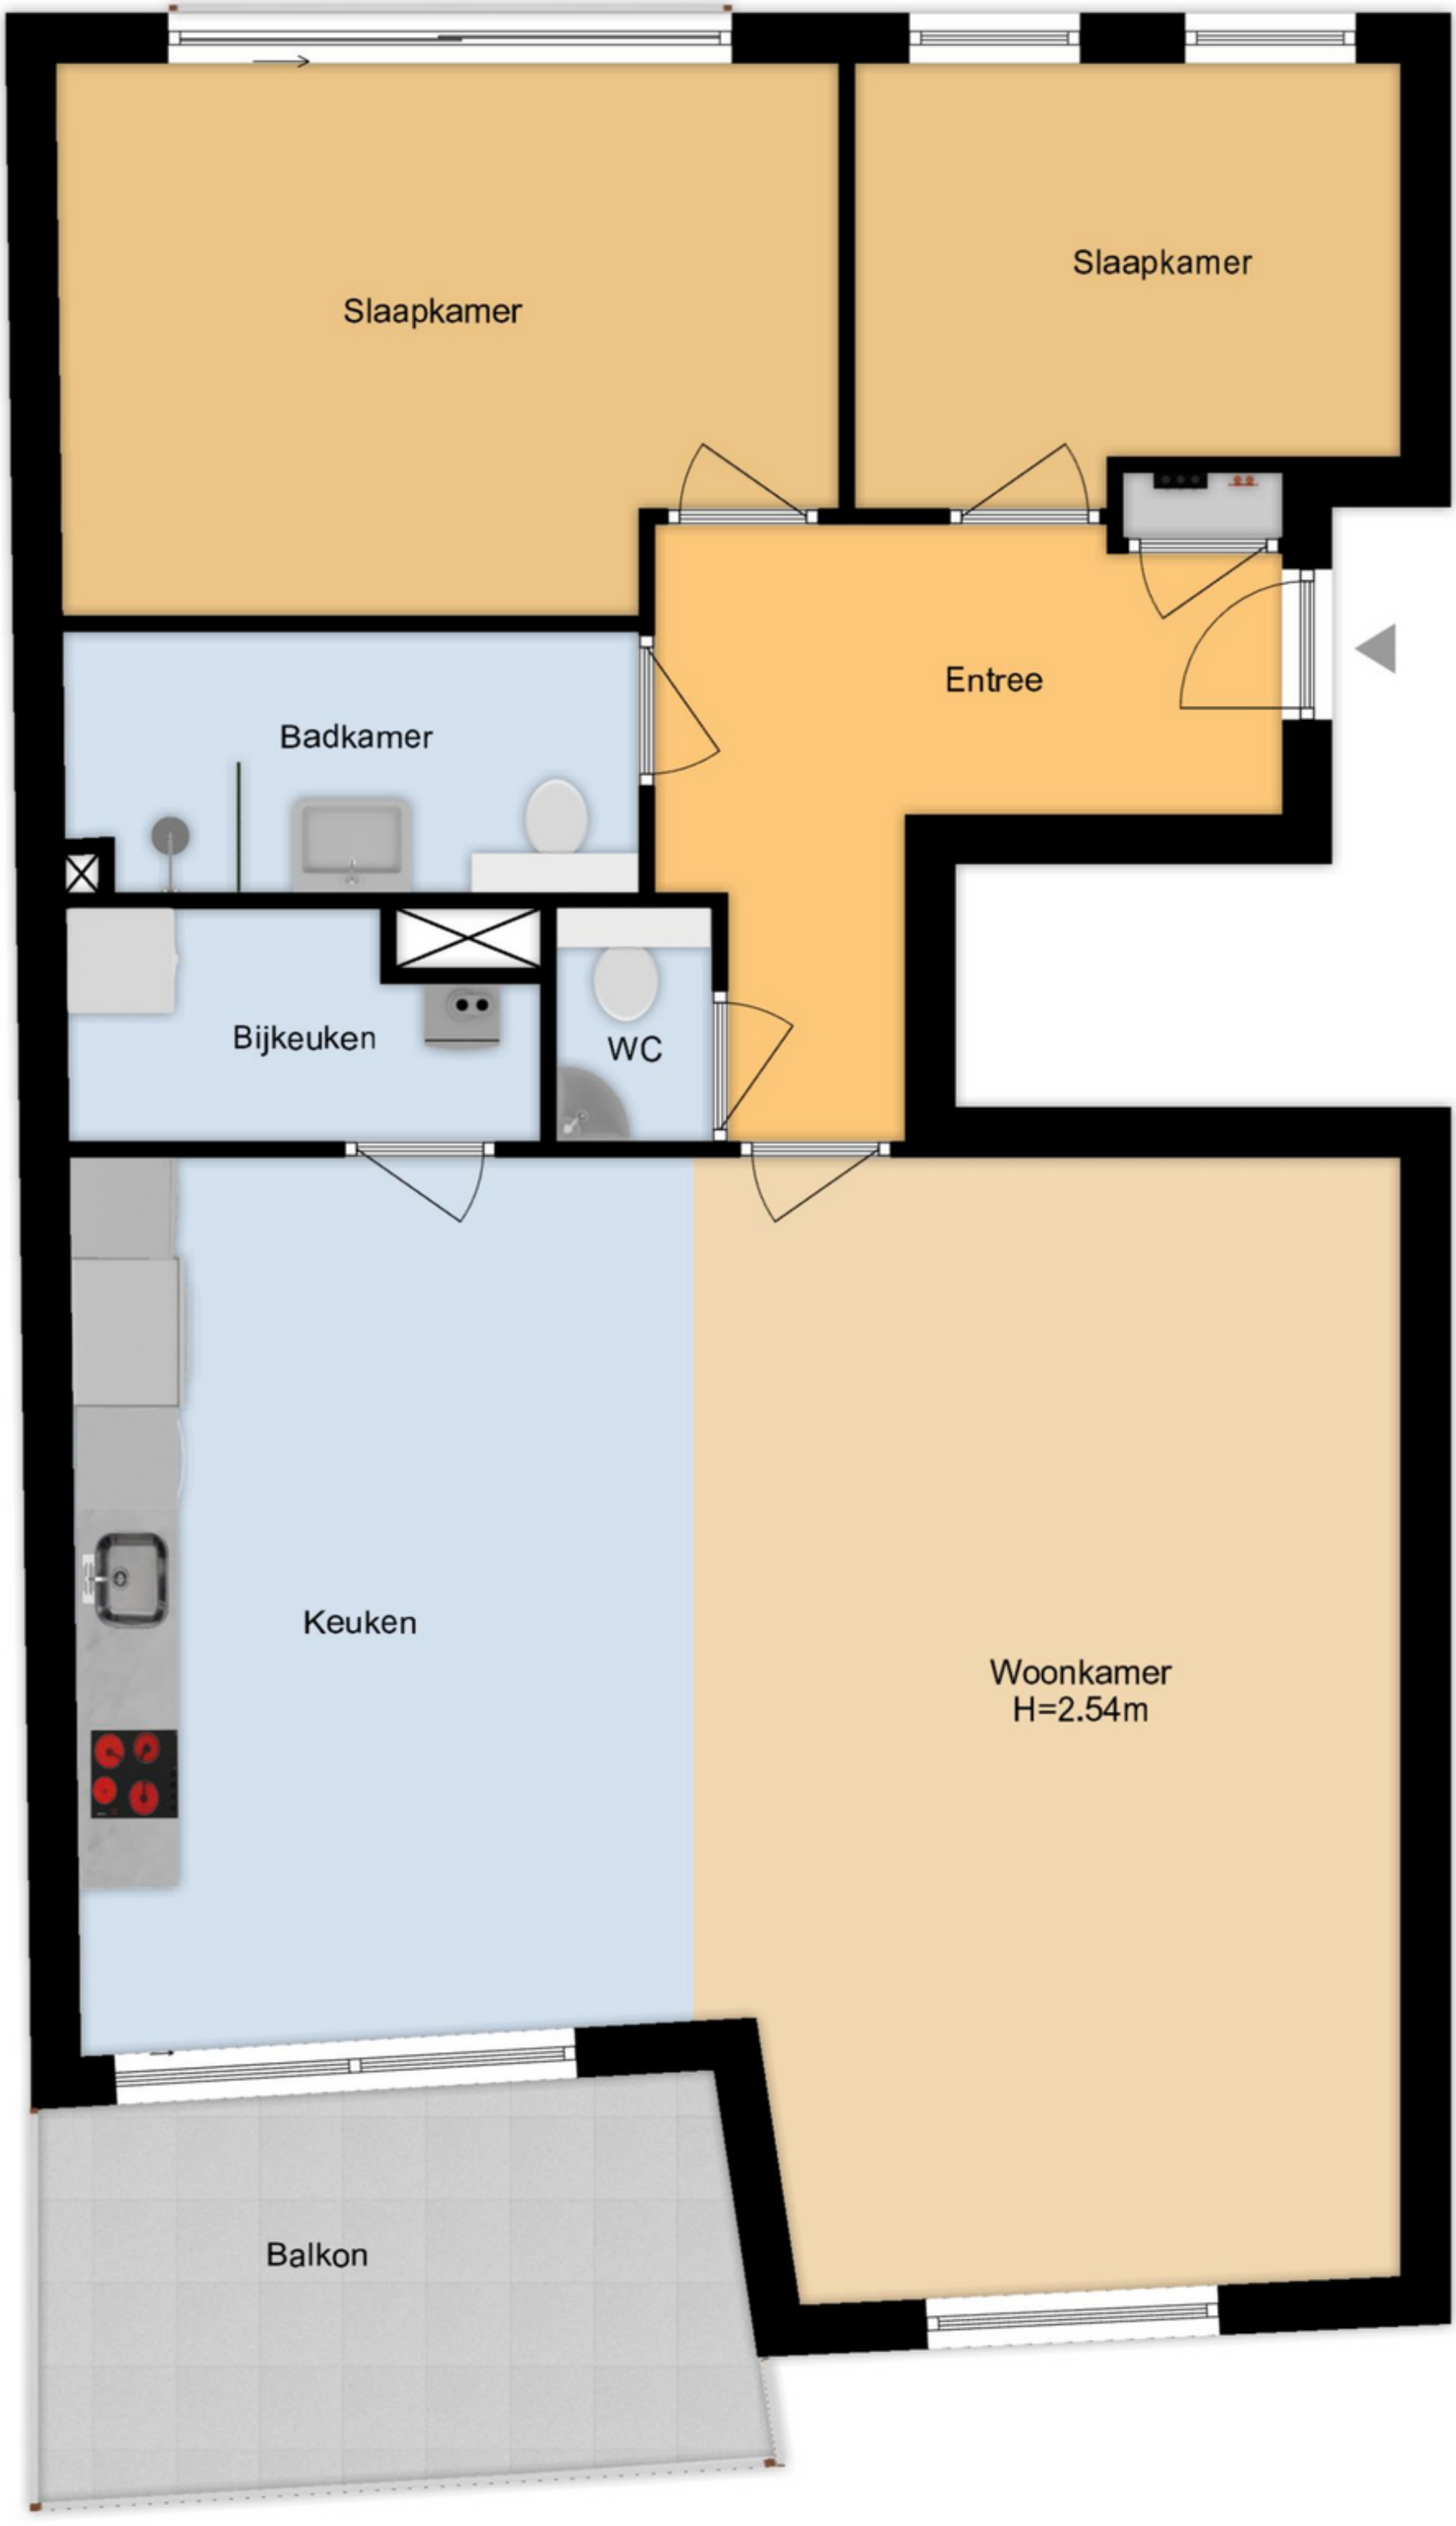 Slaapkamer
Slaapkamer
Entree
Badkamer
Bijkeuken
WC
Keuken
Woonkamer
H=2.54m
Balkon